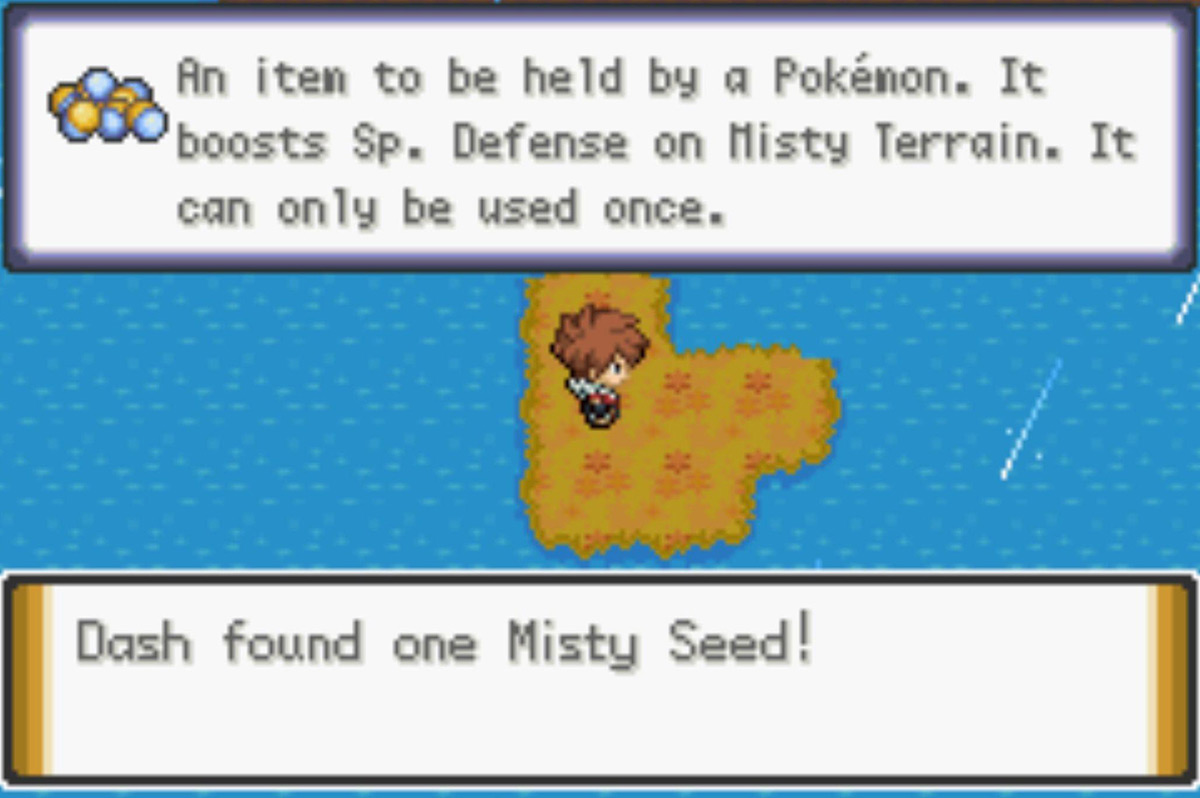 An item to be held by a Pokémon. It
boosts Sp. Defense on Misty Terrain. It
can only be used once.
Dash found one Misty Seed!